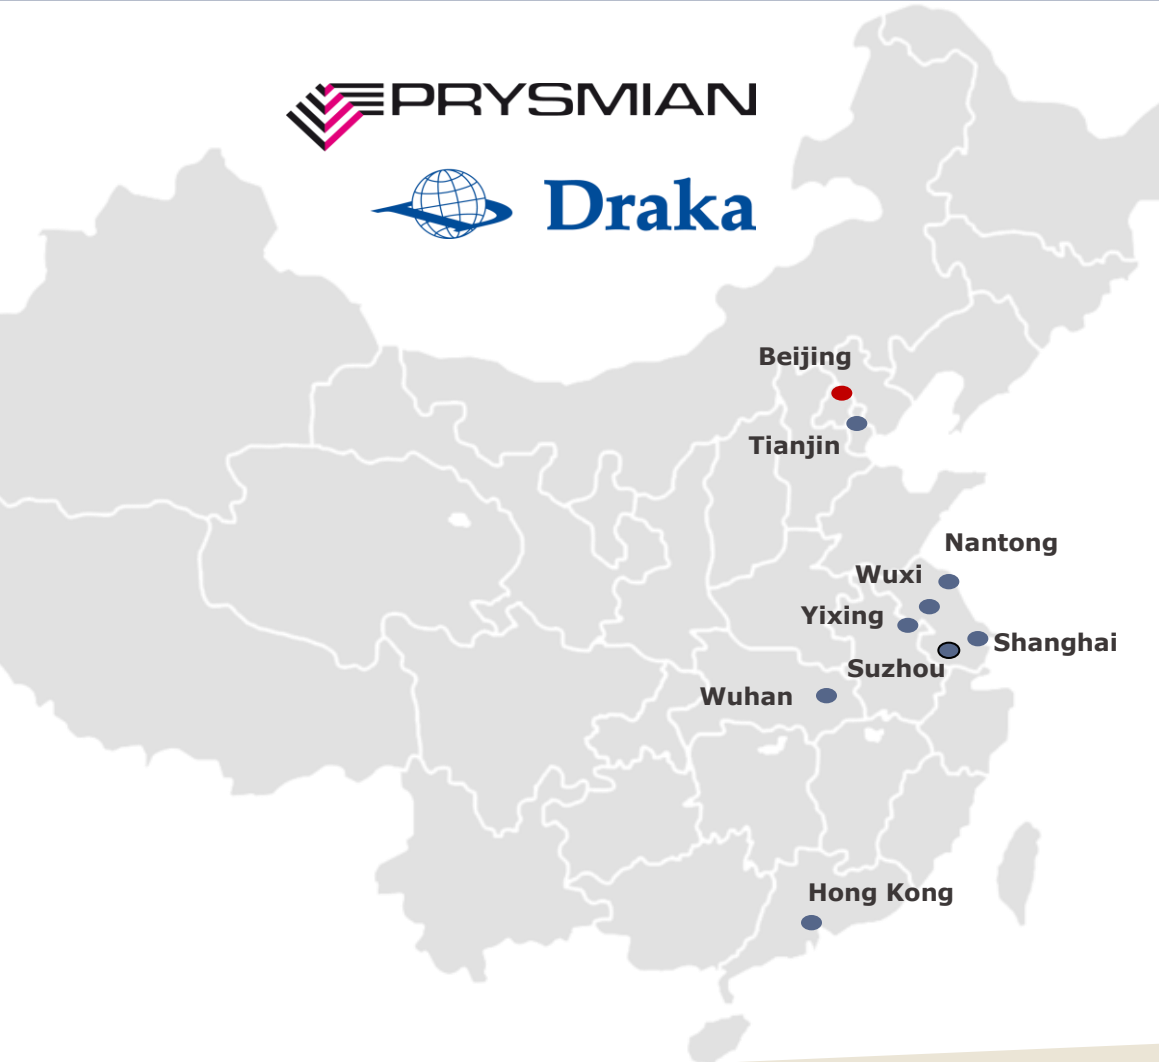 PRYSMIAN
Draka
Beijing
Tianjin
Nantong
Wuxi
Yixing
Shanghai
Suzhou
Wuhan
Hong Kong